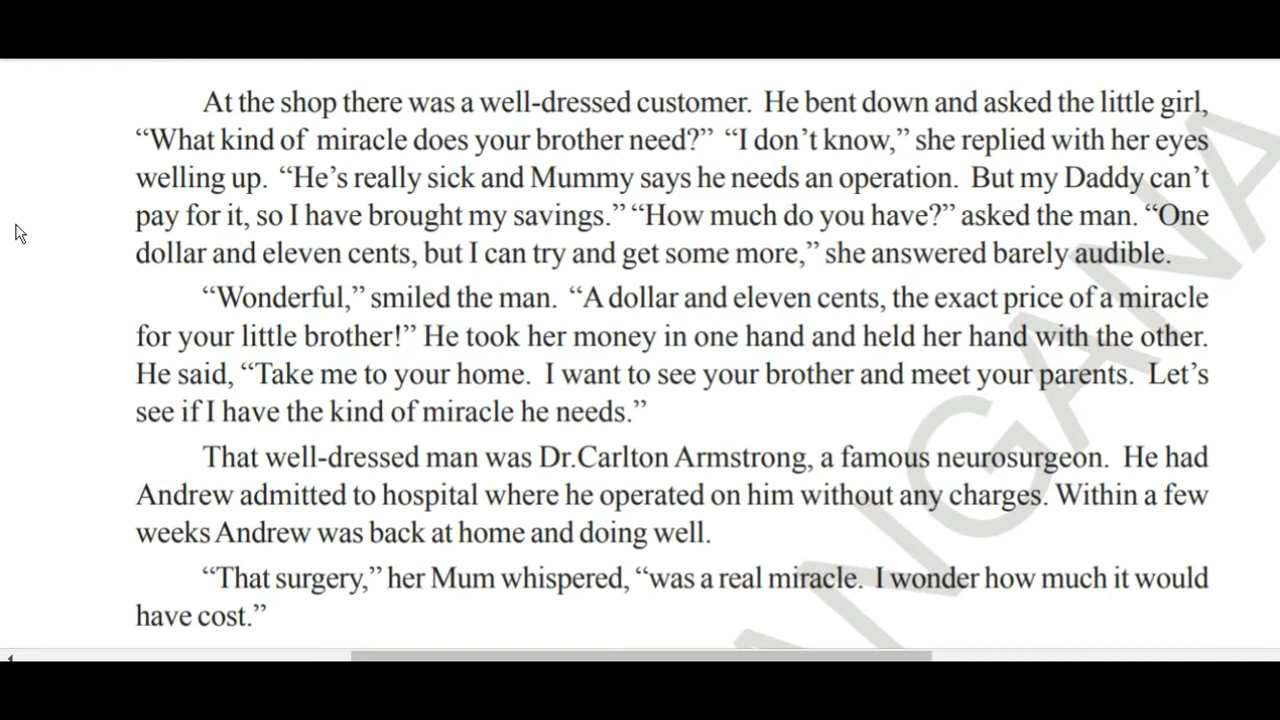 At the shop there was a well-dressed customer. He bent down and asked the little girl,
“What kind of miracle does your brother need?” “I don’t know,” she replied with her eyes
welling up. “He’s really sick and Mummy says he needs an operation. But my Daddy can’t
pay for it, so I have brought my savings.” “How much do you have?” asked the man. “One
dollar and eleven cents, but I can try and get some more,” she answered barely audible.
“Wonderful,” smiled the man. “A dollar and eleven cents, the exact price of a miracle
for your little brother!” He took her money in one hand and held her hand with the other.
He said, “Take me to your home. I want to see your brother and meet your parents. Let’s
see if I have the kind of miracle he needs.”
That well-dressed man was Dr.Carlton Armstrong, a famous neurosurgeon. He had
Andrew admitted to hospital where he operated on him without any charges. Within a few
weeks Andrew was back at home and doing well.
“That surgery,” her Mum whispered, “was a real miracle. I wonder how much it would
have cost.”
ANGANA